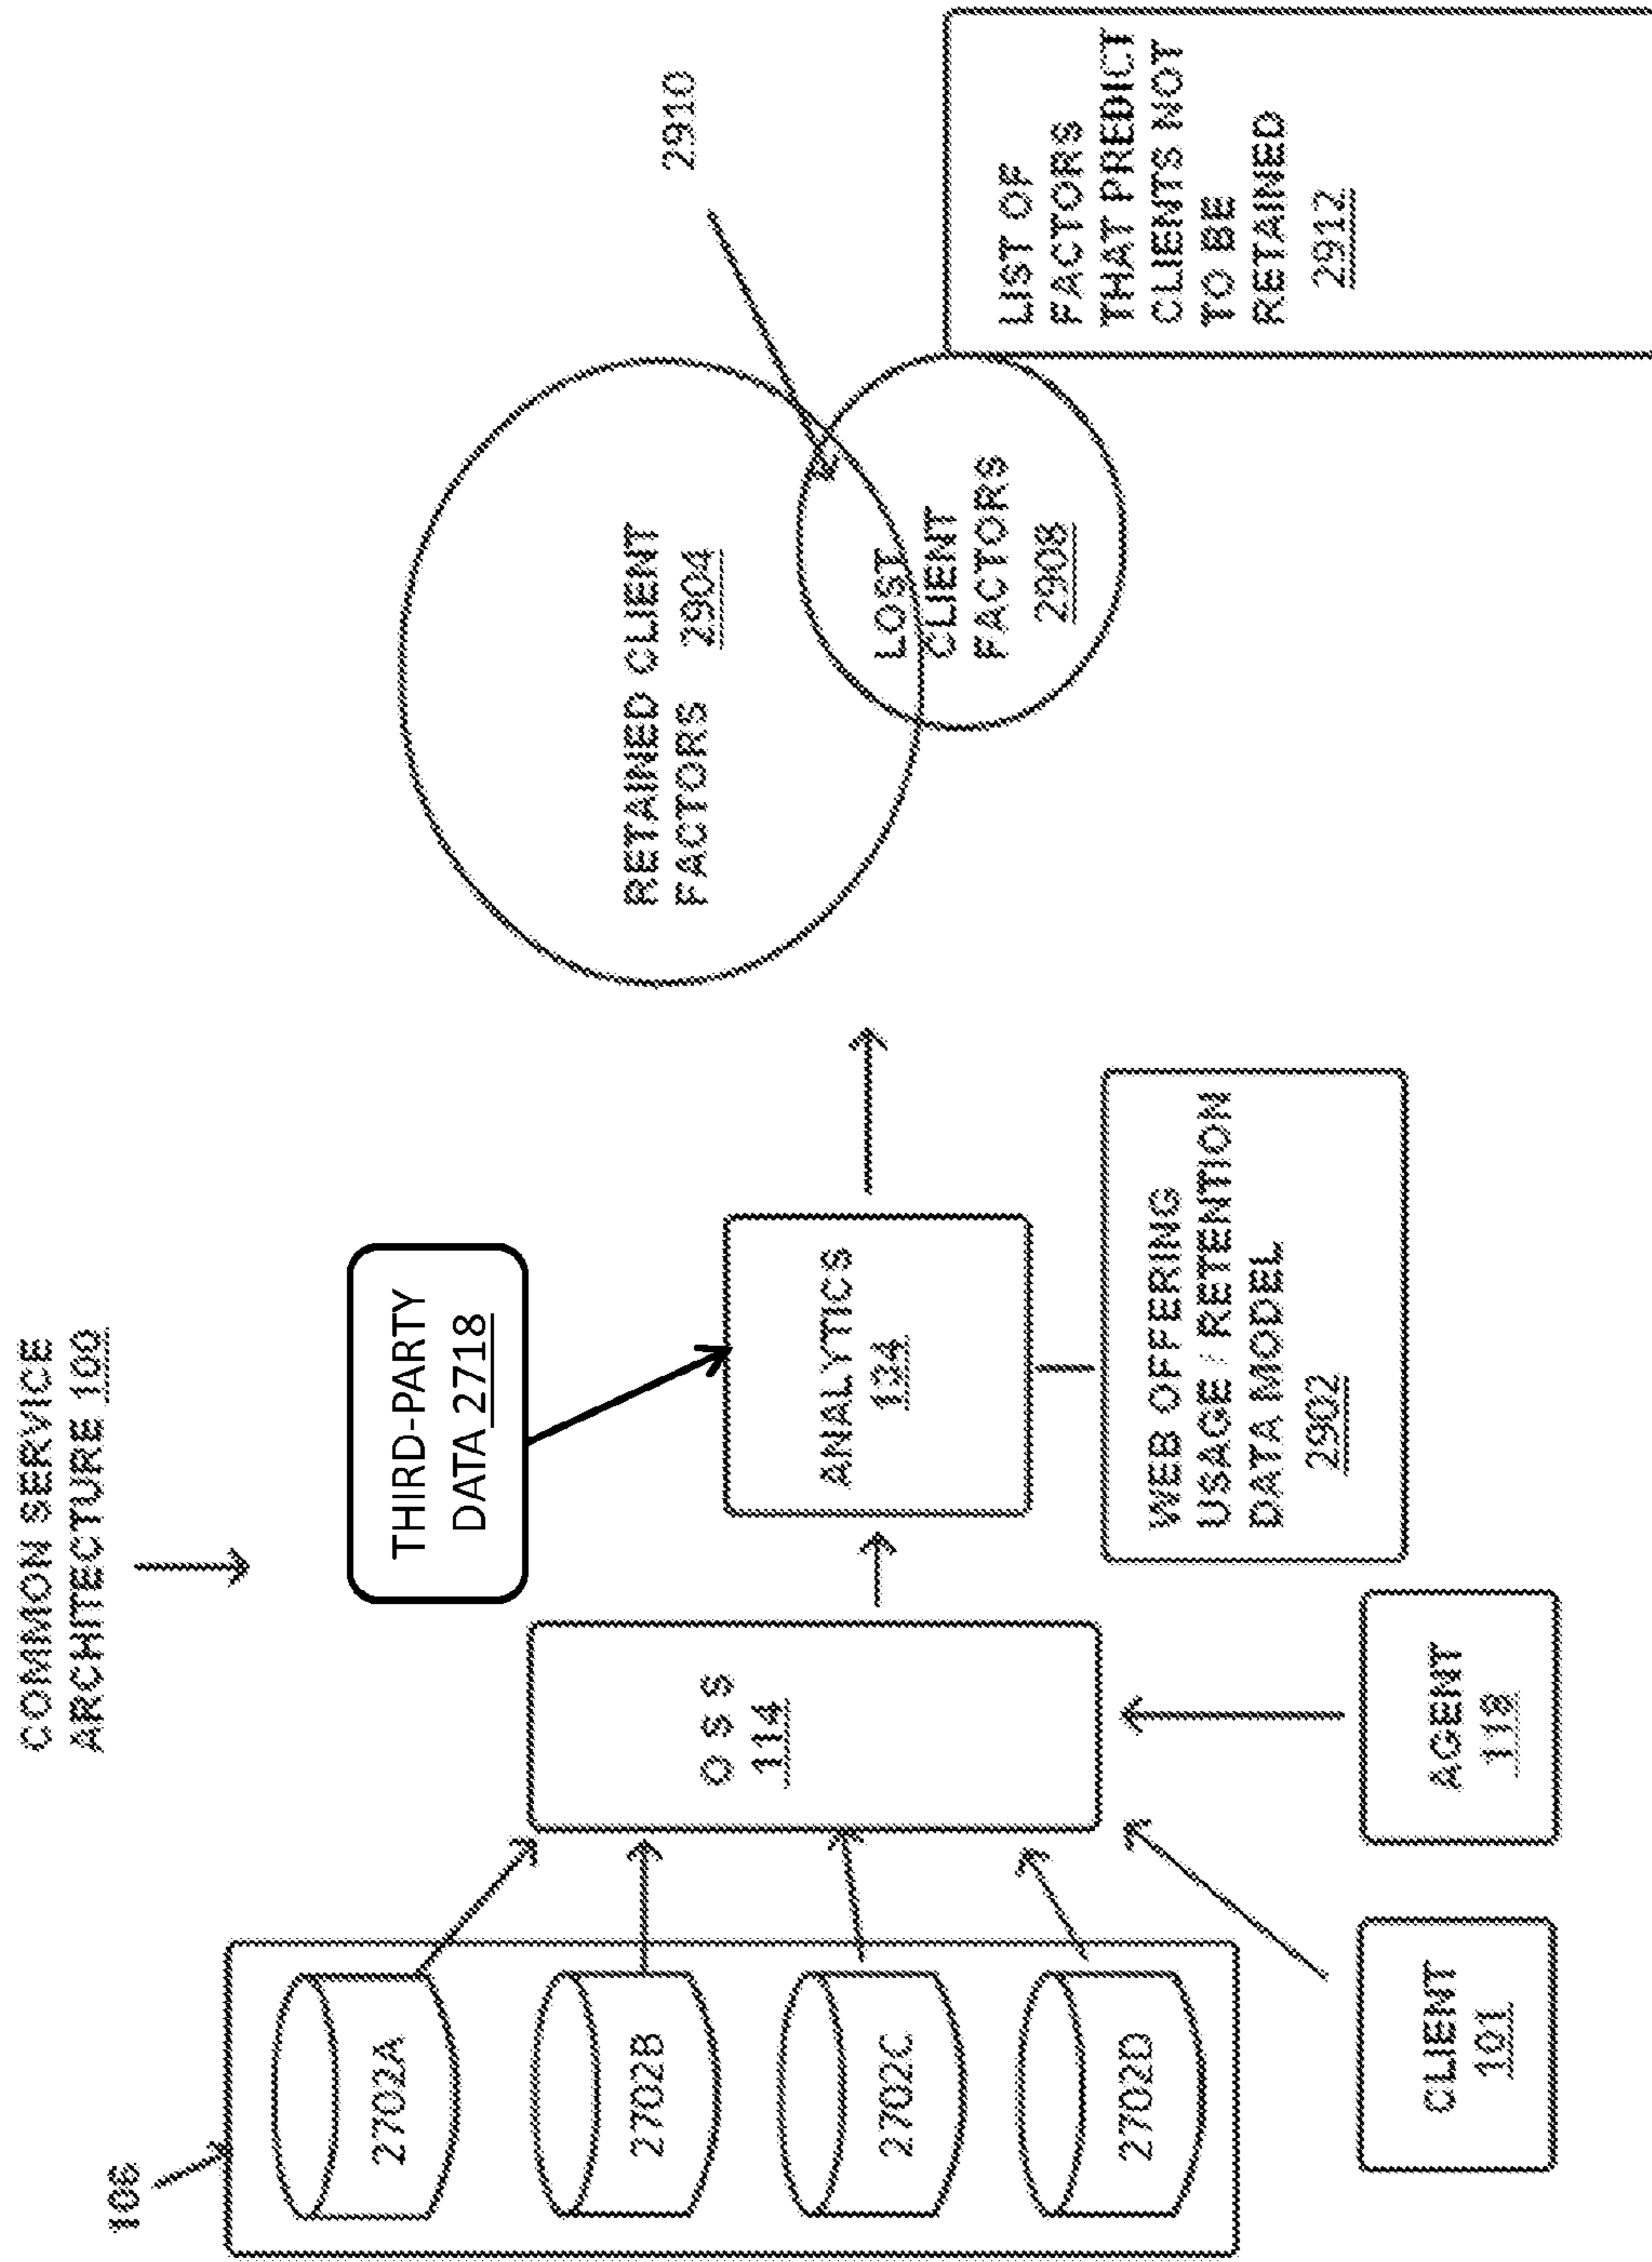 COMMON SERVICE
ARCHITECTURE 100
106
2702A
2702B
2702C
2702D
O S S
114
CLIENT
101
AGENT
118
THIRD-PARTY
DATA 2718
ANALYTICS
WEB OFFERING
USAGE / RETENTION
DATA MODEL
2902
RETAINED CLIENT
FACTORS 2904
LOST
CLIENT
FACTORS
2908
2910
LIST OF
FACTORS
THAT PREDICT
CLIENTS NOT
TO BE
RETAINED
2912